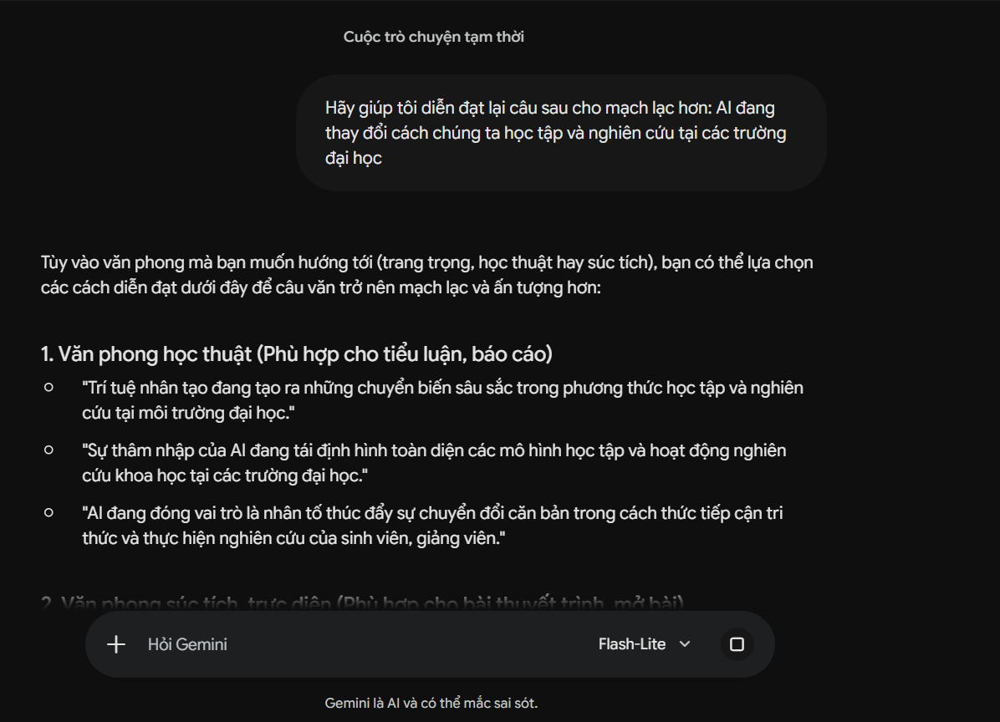 Cuộc trò chuyện tạm thời
Hãy giúp tôi diễn đạt lại câu sau cho mạch lạc hơn: AI đang
thay đổi cách chúng ta học tập và nghiên cứu tại các trường
đại học
Tùy vào văn phong mà bạn muốn hướng tới (trang trọng, học thuật hay súc tích), bạn có thể lựa chọn
các cách diễn đạt dưới đây để câu văn trở nên mạch lạc và ấn tượng hơn:
1. Văn phong học thuật (Phù hợp cho tiểu luận, báo cáo)
"Trí tuệ nhân tạo đang tạo ra những chuyển biến sâu sắc trong phương thức học tập và nghiên
cứu tại môi trường đại học."
"Sự thâm nhập của AI đang tái định hình toàn diện các mô hình học tập và hoạt động nghiên
cứu khoa học tại các trường đại học."
"AI đang đóng vai trò là nhân tố thúc đẩy sự chuyển đổi căn bản trong cách thức tiếp cận tri
thức và thực hiện nghiên cứu của sinh viên, giảng viên."
2. Văn phong súc tích, trực diện (Phù hợp cho bài thuyết trình, mở bài)
Hỏi Gemini
Flash-Lite
Gemini là AI và có thể mắc sai sót.